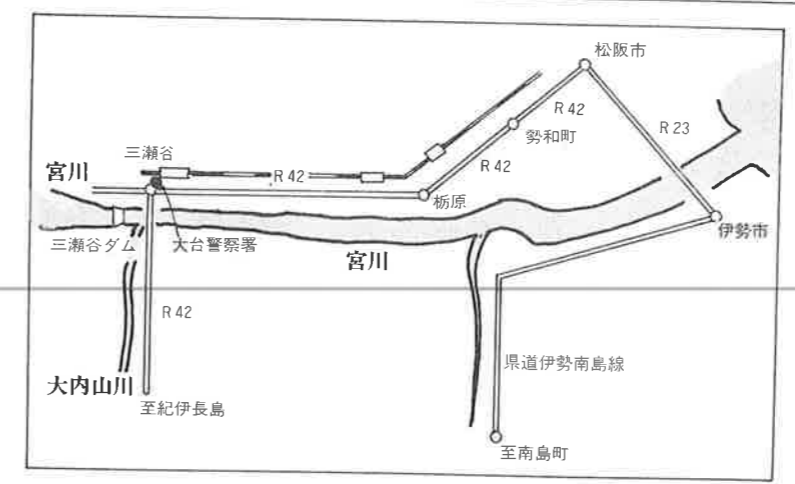 松阪市
R 42
R 23
勢和町
三瀬谷
R 42
宮川
R 42
栃原
伊勢市
三瀬谷ダム
大台警察署
宮川
R 42
県道伊勢南島線
大内山川
至紀伊長島
至南島町